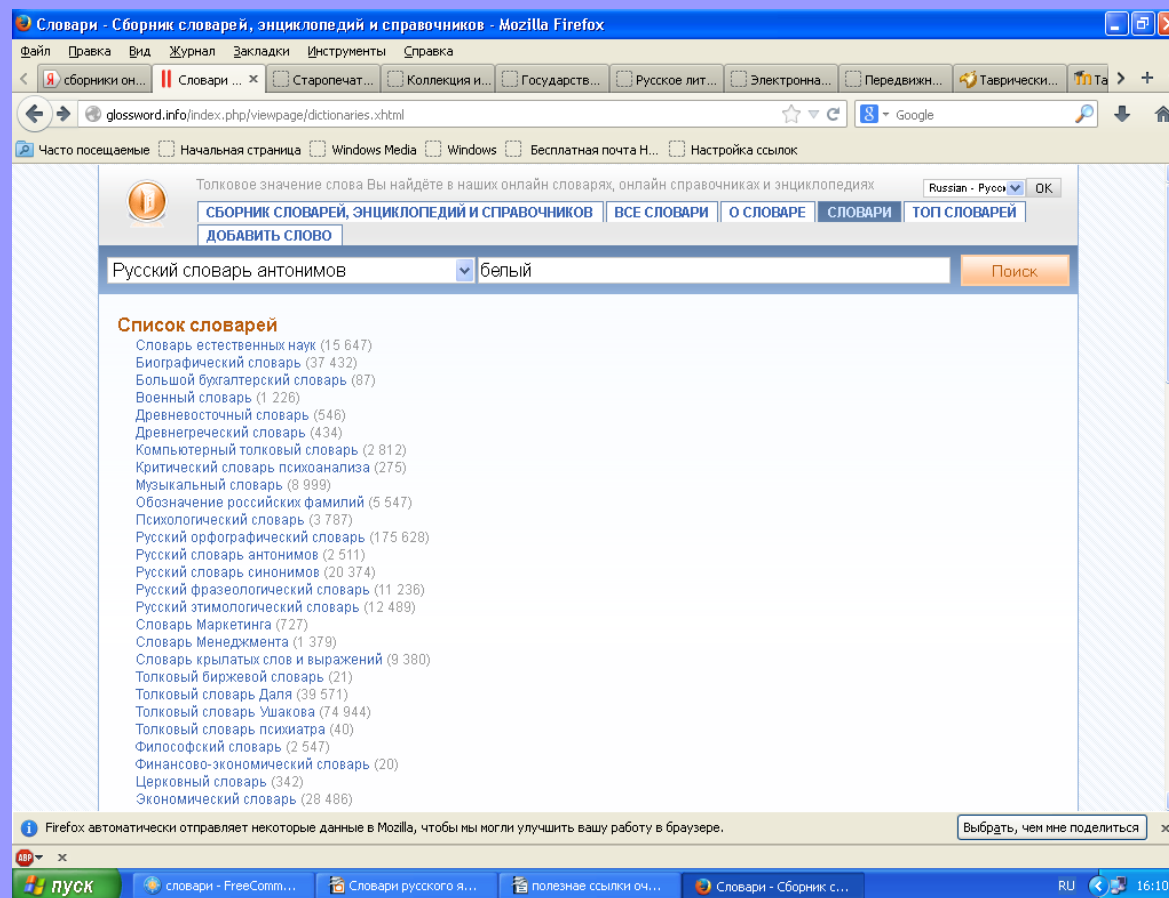 Словари - Сборник словарей, энциклопедий и справочников - Mozilla Firefox
Файл Правка Вид Журнал Закладки Инструменты Справка
Я сборники он... Словари ... × Старопечат... Коллекция и... Государств... Русское лит... Электронна... Передвижн... Таврически... Та
glossword.info/index.php/viewpage/dictionaries.xhtml Google
Часто посещаемые Начальная страница Windows Media Windows Бесплатная почта H... Настройка ссылок
Толковое значение слова Вы найдёте в наших онлайн словарях, онлайн справочниках и энциклопедиях
Russian - Русск OK
СБОРНИК СЛОВАРЕЙ, ЭНЦИКЛОПЕДИЙ И СПРАВОЧНИКОВ ВСЕ СЛОВАРИ О СЛОВАРЕ СЛОВАРИ ТОП СЛОВАРЕЙ
ДОБАВИТЬ СЛОВО
Русский словарь антонимов белый Поиск
Список словарей
Словарь естественных наук (15 647)
Биографический словарь (37 432)
Большой бухгалтерский словарь (87)
Военный словарь (1 226)
Древневосточный словарь (546)
Древнегреческий словарь (434)
Компьютерный толковый словарь (2 812)
Критический словарь психоанализа (275)
Музыкальный словарь (8 999)
Обозначение российских фамилий (5 547)
Психологический словарь (3 787)
Русский орфографический словарь (175 628)
Русский словарь антонимов (2 511)
Русский словарь синонимов (20 374)
Русский фразеологический словарь (11 236)
Русский этимологический словарь (12 489)
Словарь Маркетинга (727)
Словарь Менеджмента (1 379)
Словарь крылатых слов и выражений (9 380)
Толковый биржевой словарь (21)
Толковый словарь Даля (39 571)
Толковый словарь Ушакова (74 944)
Толковый словарь психиатра (40)
Философский словарь (2 547)
Финансово-экономический словарь (20)
Церковный словарь (342)
Экономический словарь (28 486)
Firefox автоматически отправляет некоторые данные в Mozilla, чтобы мы могли улучшить вашу работу в браузере. Выбрать, чем мне поделиться ×
ABP ×
пуск словари - FreeComm... Словари русского я... полезнае ссылки оч... Словари - Сборник с... RU 16:10